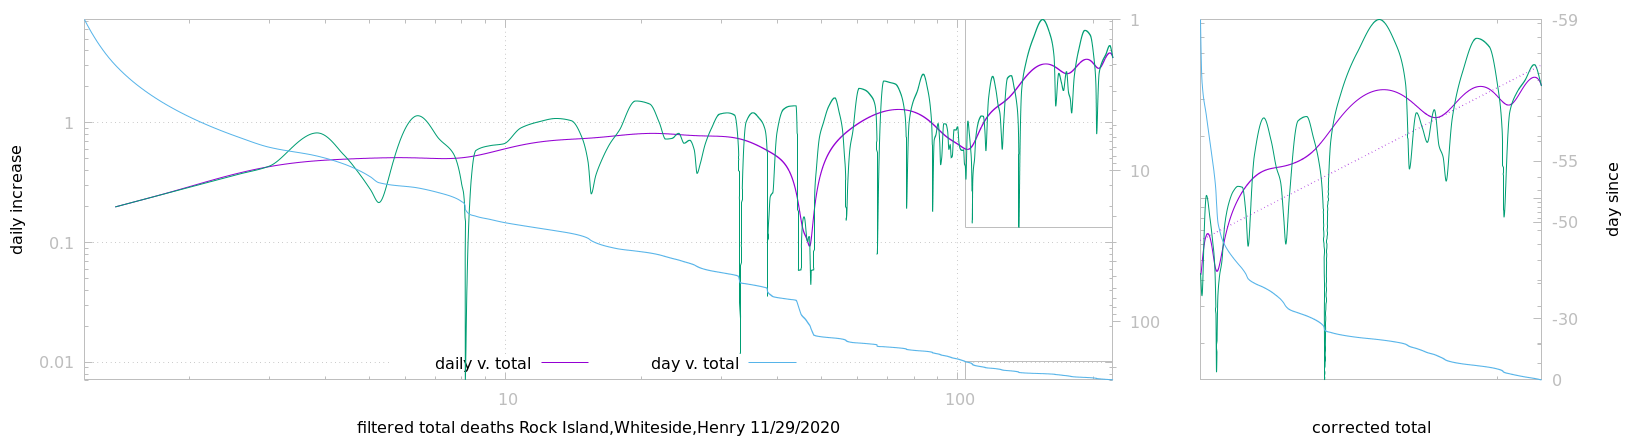 daily increase
1
0.1
0.01
10
100
1
10
100
daily v. total
day v. total
filtered total deaths Rock Island,Whiteside,Henry 11/29/2020
-59
-55
-50
-30
0
day since
corrected total